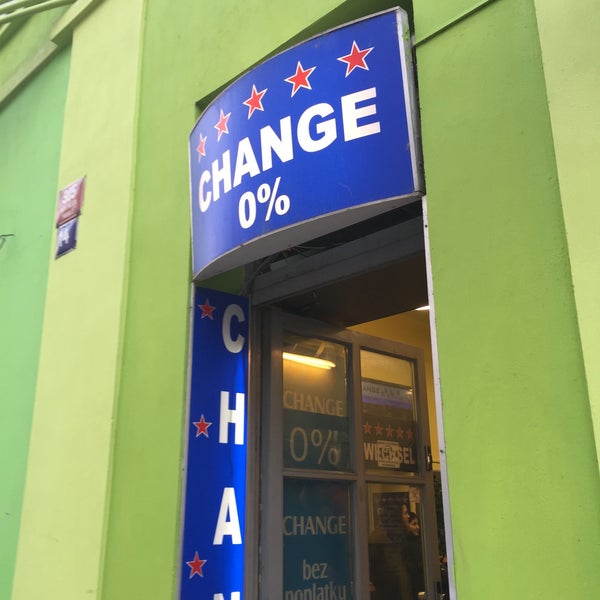 CHANGE
0%
C
H
A
N
CHANGE
0%
CHANGE
bez
poplatku
WECHSEL